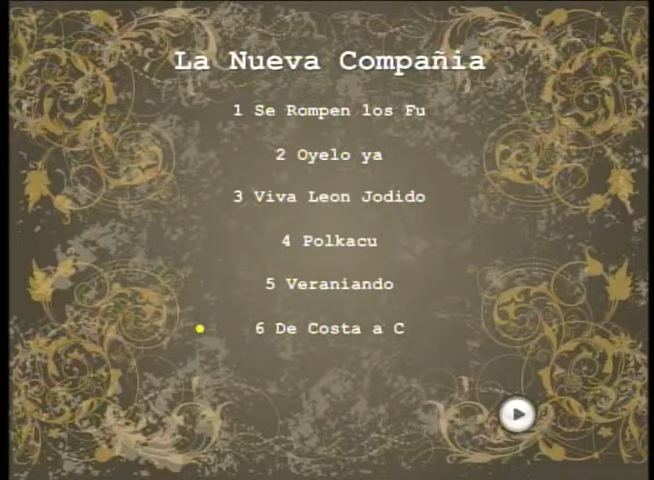 La Nueva Compañia
1 Se Rompen los Fu
2 Oyelo ya
3 Viva Leon Jodido
4 Polkacu
5 Veraniando
6 De Costa a C